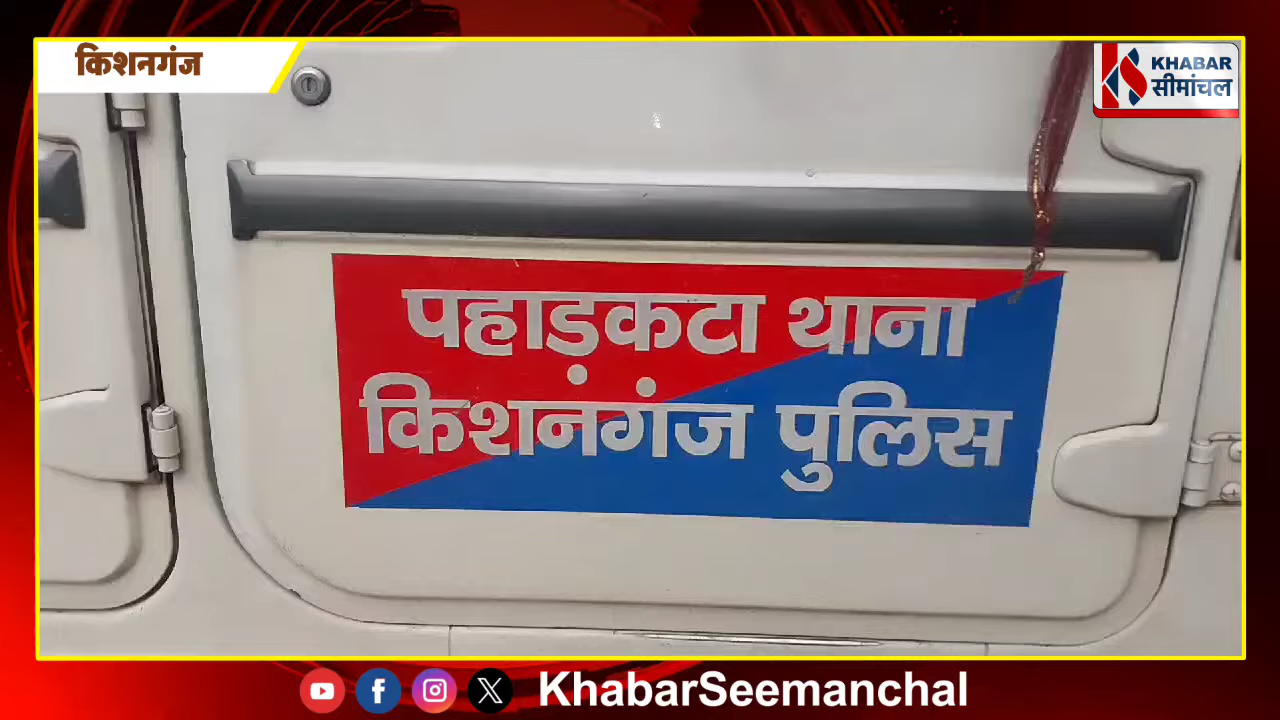 किशनगंज
KHABAR
सीमांचल
पहाड़कटा थाना
किशनगंज पुलिस
KhabarSeemanchal